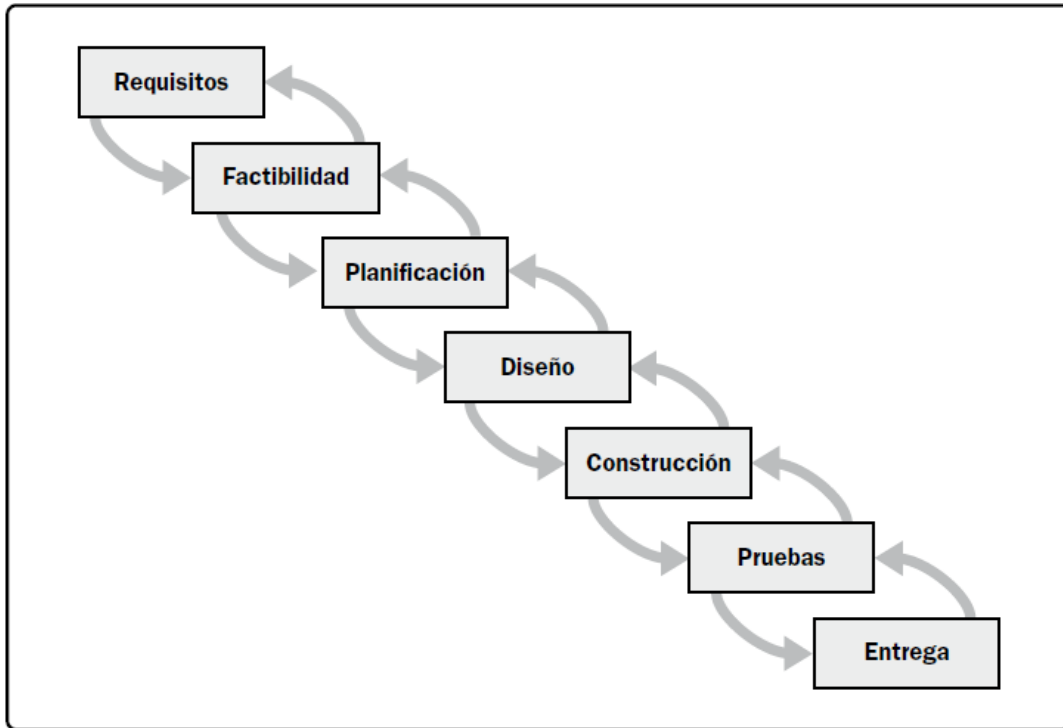 Requisitos
Factibilidad
Planificación
Diseño
Construcción
Pruebas
Entrega